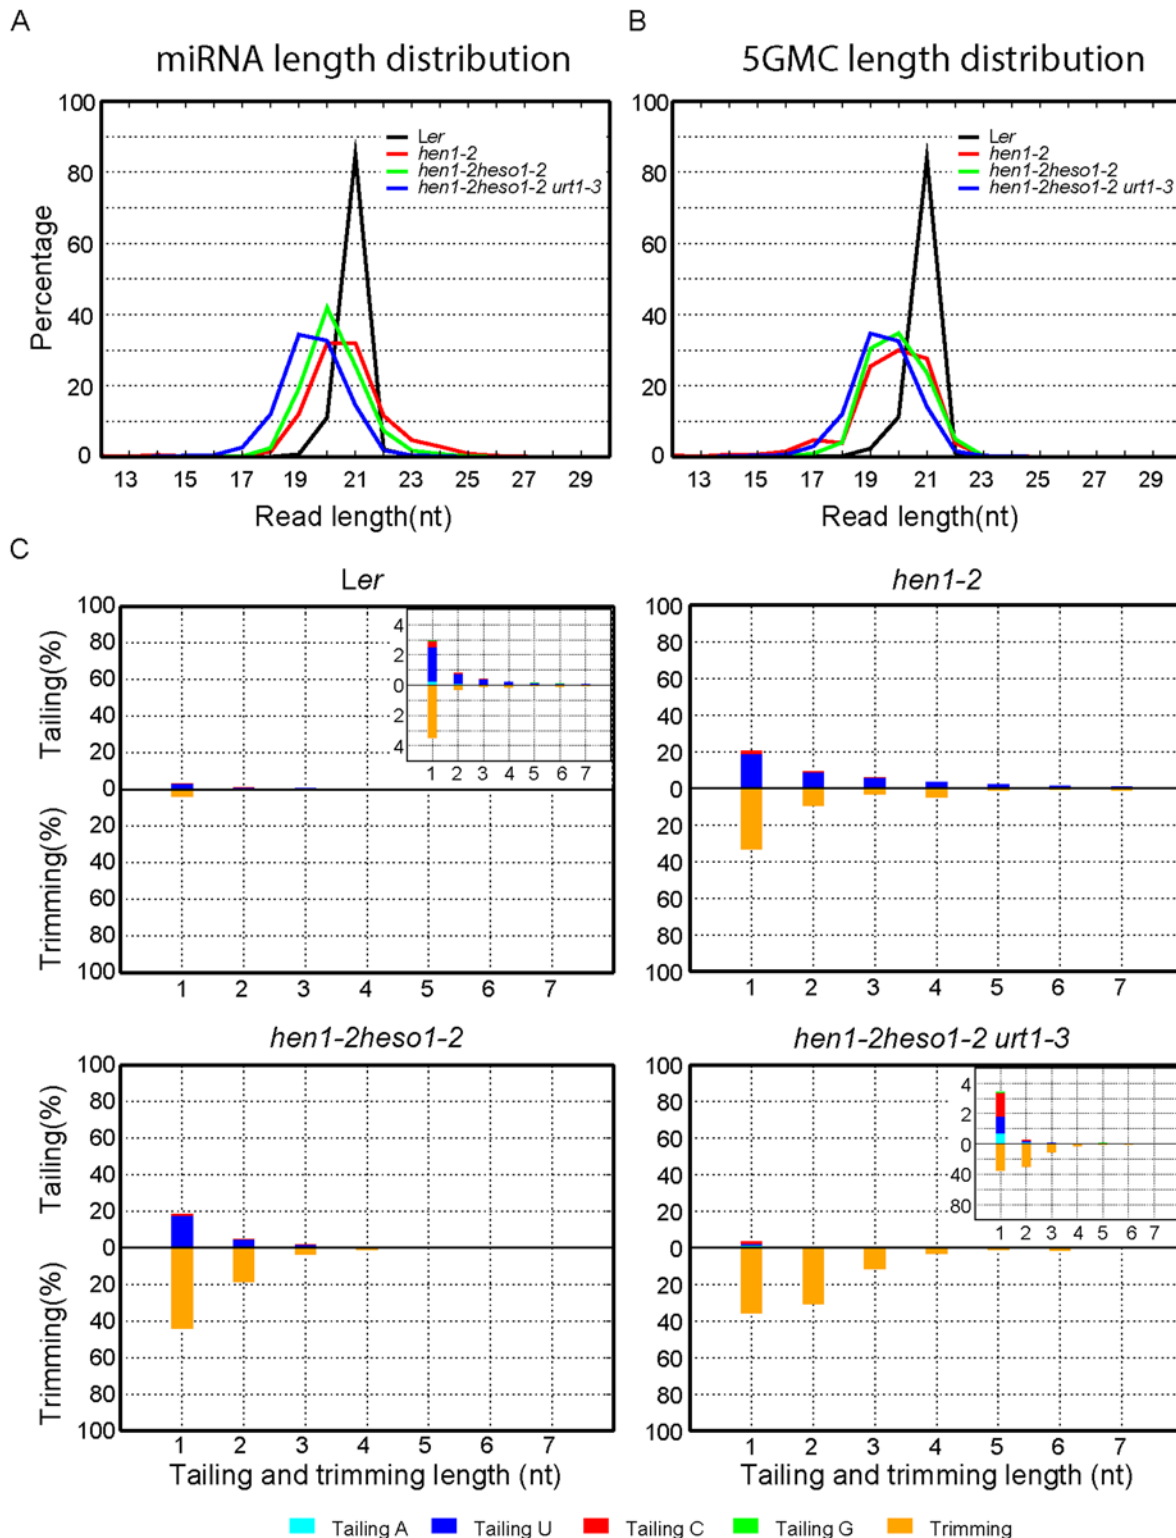 A
B
miRNA length distribution
5GMC length distribution
100
80
60
40
20
0
Percentage
Ler
hen1-2
hen1-2heso1-2
hen1-2heso1-2 urt1-3
13 15 17 19 21 23 25 27 29
Read length(nt)
100
80
60
40
20
0
Ler
hen1-2
hen1-2heso1-2
hen1-2heso1-2 urt1-3
13 15 17 19 21 23 25 27 29
Read length(nt)
C
Ler
100
80
60
40
20
0
20
40
60
80
100
Tailing(%)
Trimming(%)
4
2
0
2
4
1 2 3 4 5 6 7
1 2 3 4 5 6 7
hen1-2
100
80
60
40
20
0
20
40
60
80
100
1 2 3 4 5 6 7
hen1-2heso1-2
100
80
60
40
20
0
20
40
60
80
100
Tailing(%)
Trimming(%)
1 2 3 4 5 6 7
Tailing and trimming length (nt)
hen1-2heso1-2 urt1-3
100
80
60
40
20
0
20
40
60
80
100
4
2
0
40
80
1 2 3 4 5 6 7
1 2 3 4 5 6 7
Tailing and trimming length (nt)
Tailing A Tailing U Tailing C Tailing G Trimming